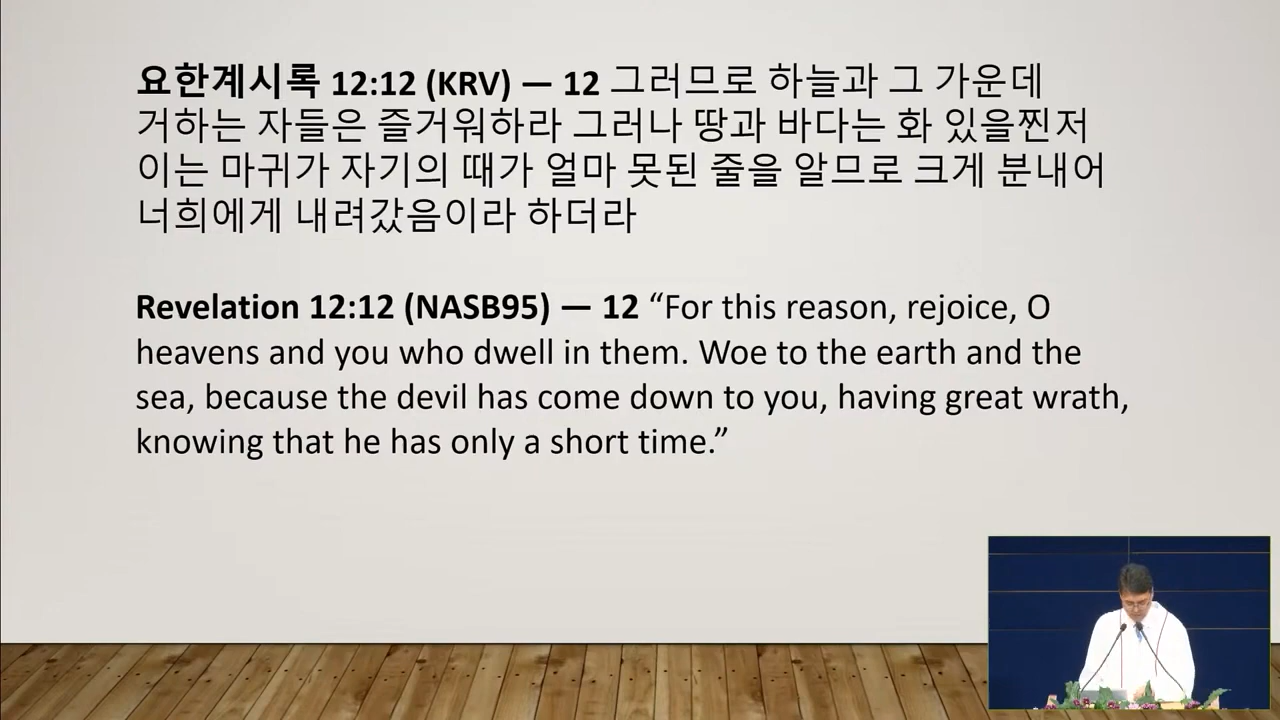 요한계시록 12:12 (KRV) — 12 그러므로 하늘과 그 가운데
거하는 자들은 즐거워하라 그러나 땅과 바다는 화 있을찐저
이는 마귀가 자기의 때가 얼마 못된 줄을 알므로 크게 분내어
너희에게 내려갔음이라 하더라
Revelation 12:12 (NASB95) — 12 “For this reason, rejoice, O
heavens and you who dwell in them. Woe to the earth and the
sea, because the devil has come down to you, having great wrath,
knowing that he has only a short time.”